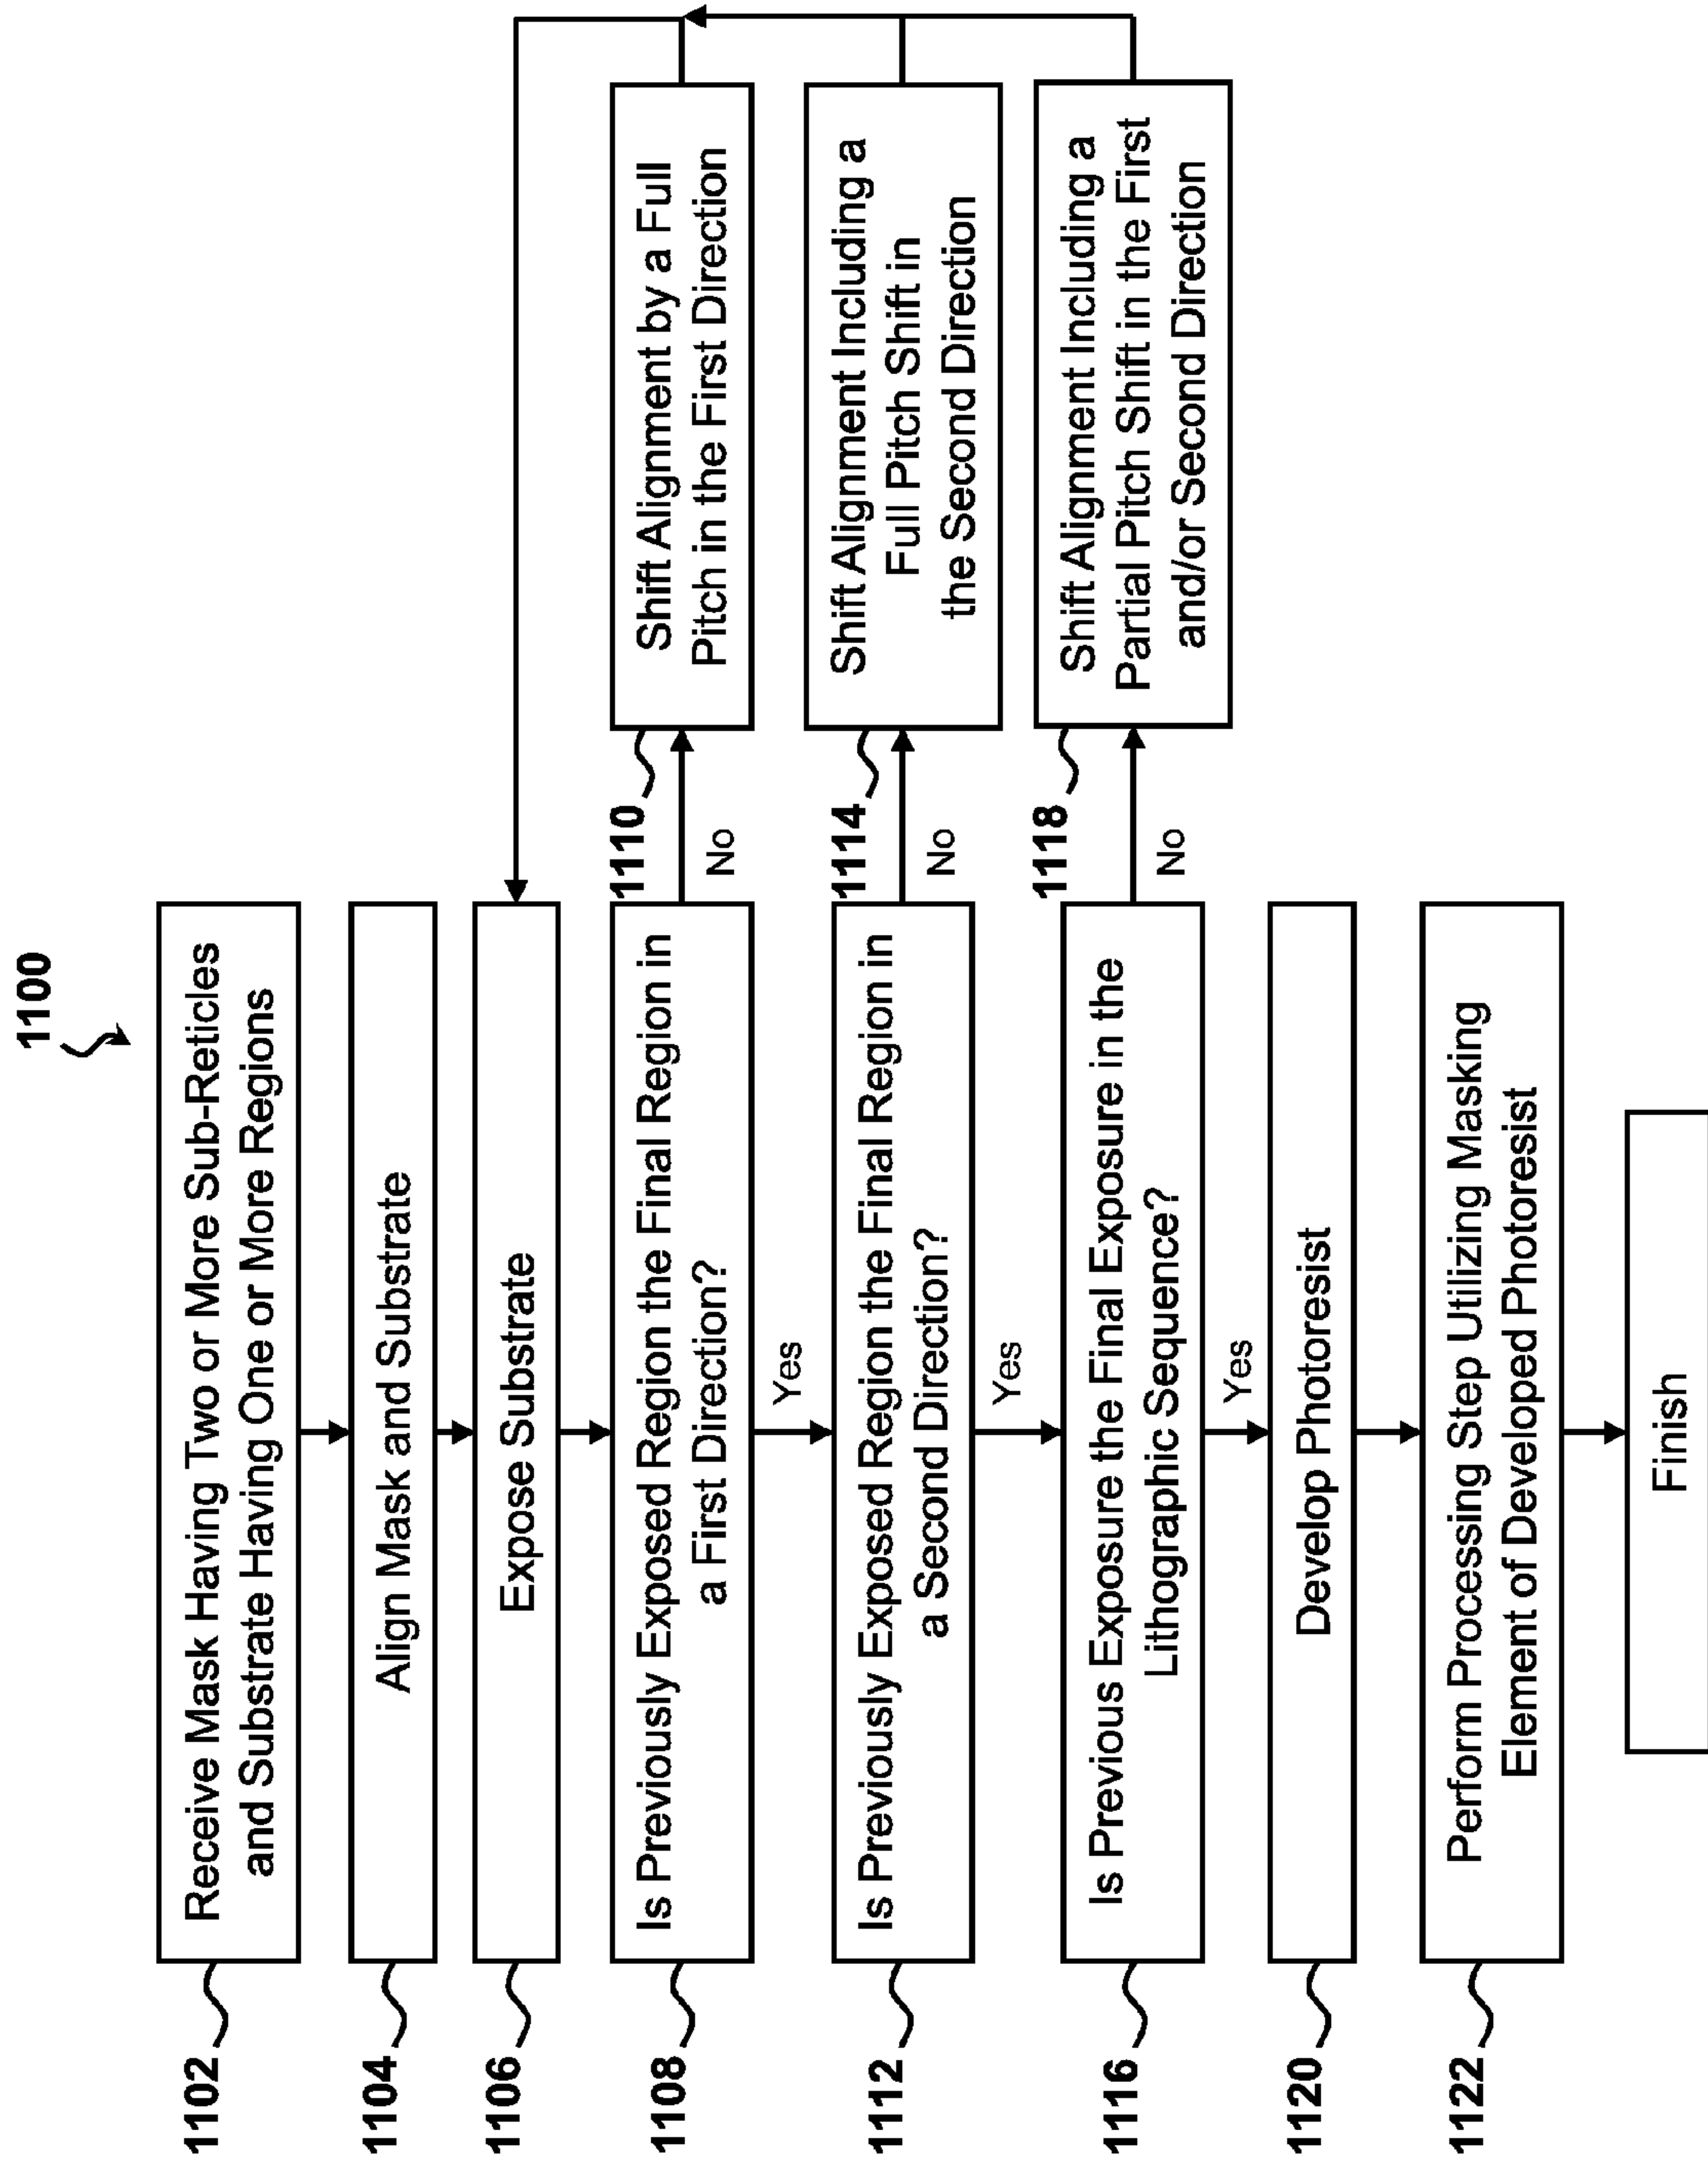 1100
1102
Receive Mask Having Two or More Sub-Reticles
and Substrate Having One or More Regions
1104
Align Mask and Substrate
1106
Expose Substrate
1108
Is Previously Exposed Region the Final Region in
a First Direction?
No
1110
Shift Alignment by a Full
Pitch in the First Direction
Yes
1112
Is Previously Exposed Region the Final Region in
a Second Direction?
No
1114
Shift Alignment Including a
Full Pitch Shift in
the Second Direction
Yes
1116
Is Previous Exposure the Final Exposure in the
Lithographic Sequence?
No
1118
Shift Alignment Including a
Partial Pitch Shift in the First
and/or Second Direction
Yes
1120
Develop Photoresist
1122
Perform Processing Step Utilizing Masking
Element of Developed Photoresist
Finish